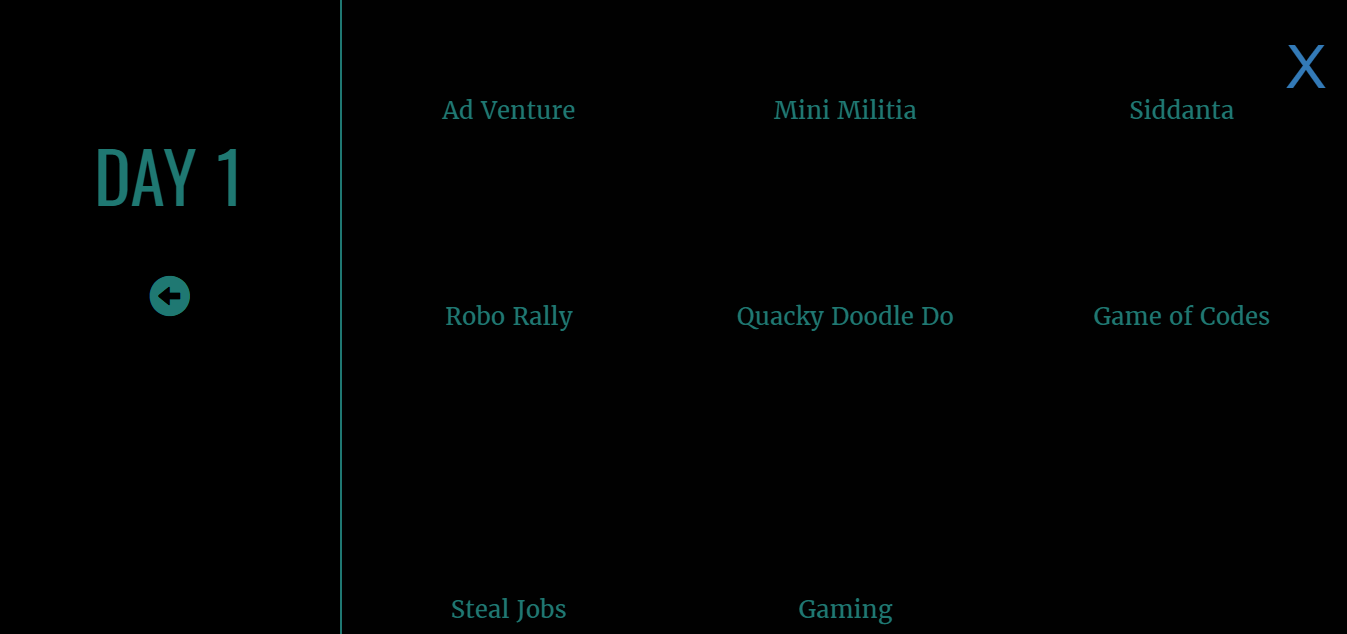 X
Ad Venture
Mini Militia
Siddanta
DAY 1
Robo Rally
Quacky Doodle Do
Game of Codes
Steal Jobs
Gaming